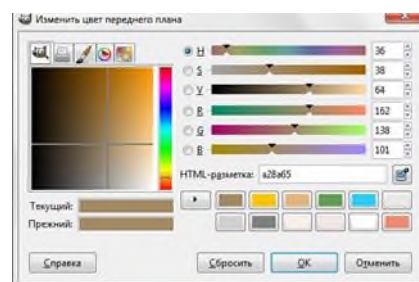 Изменить цвет переднего плана
H 36
S 38
V 64
R 162
G 138
B 101
HTML-разметка: a28a65
Текущий:
Прежний:
Справка Сбросить OK Отменить